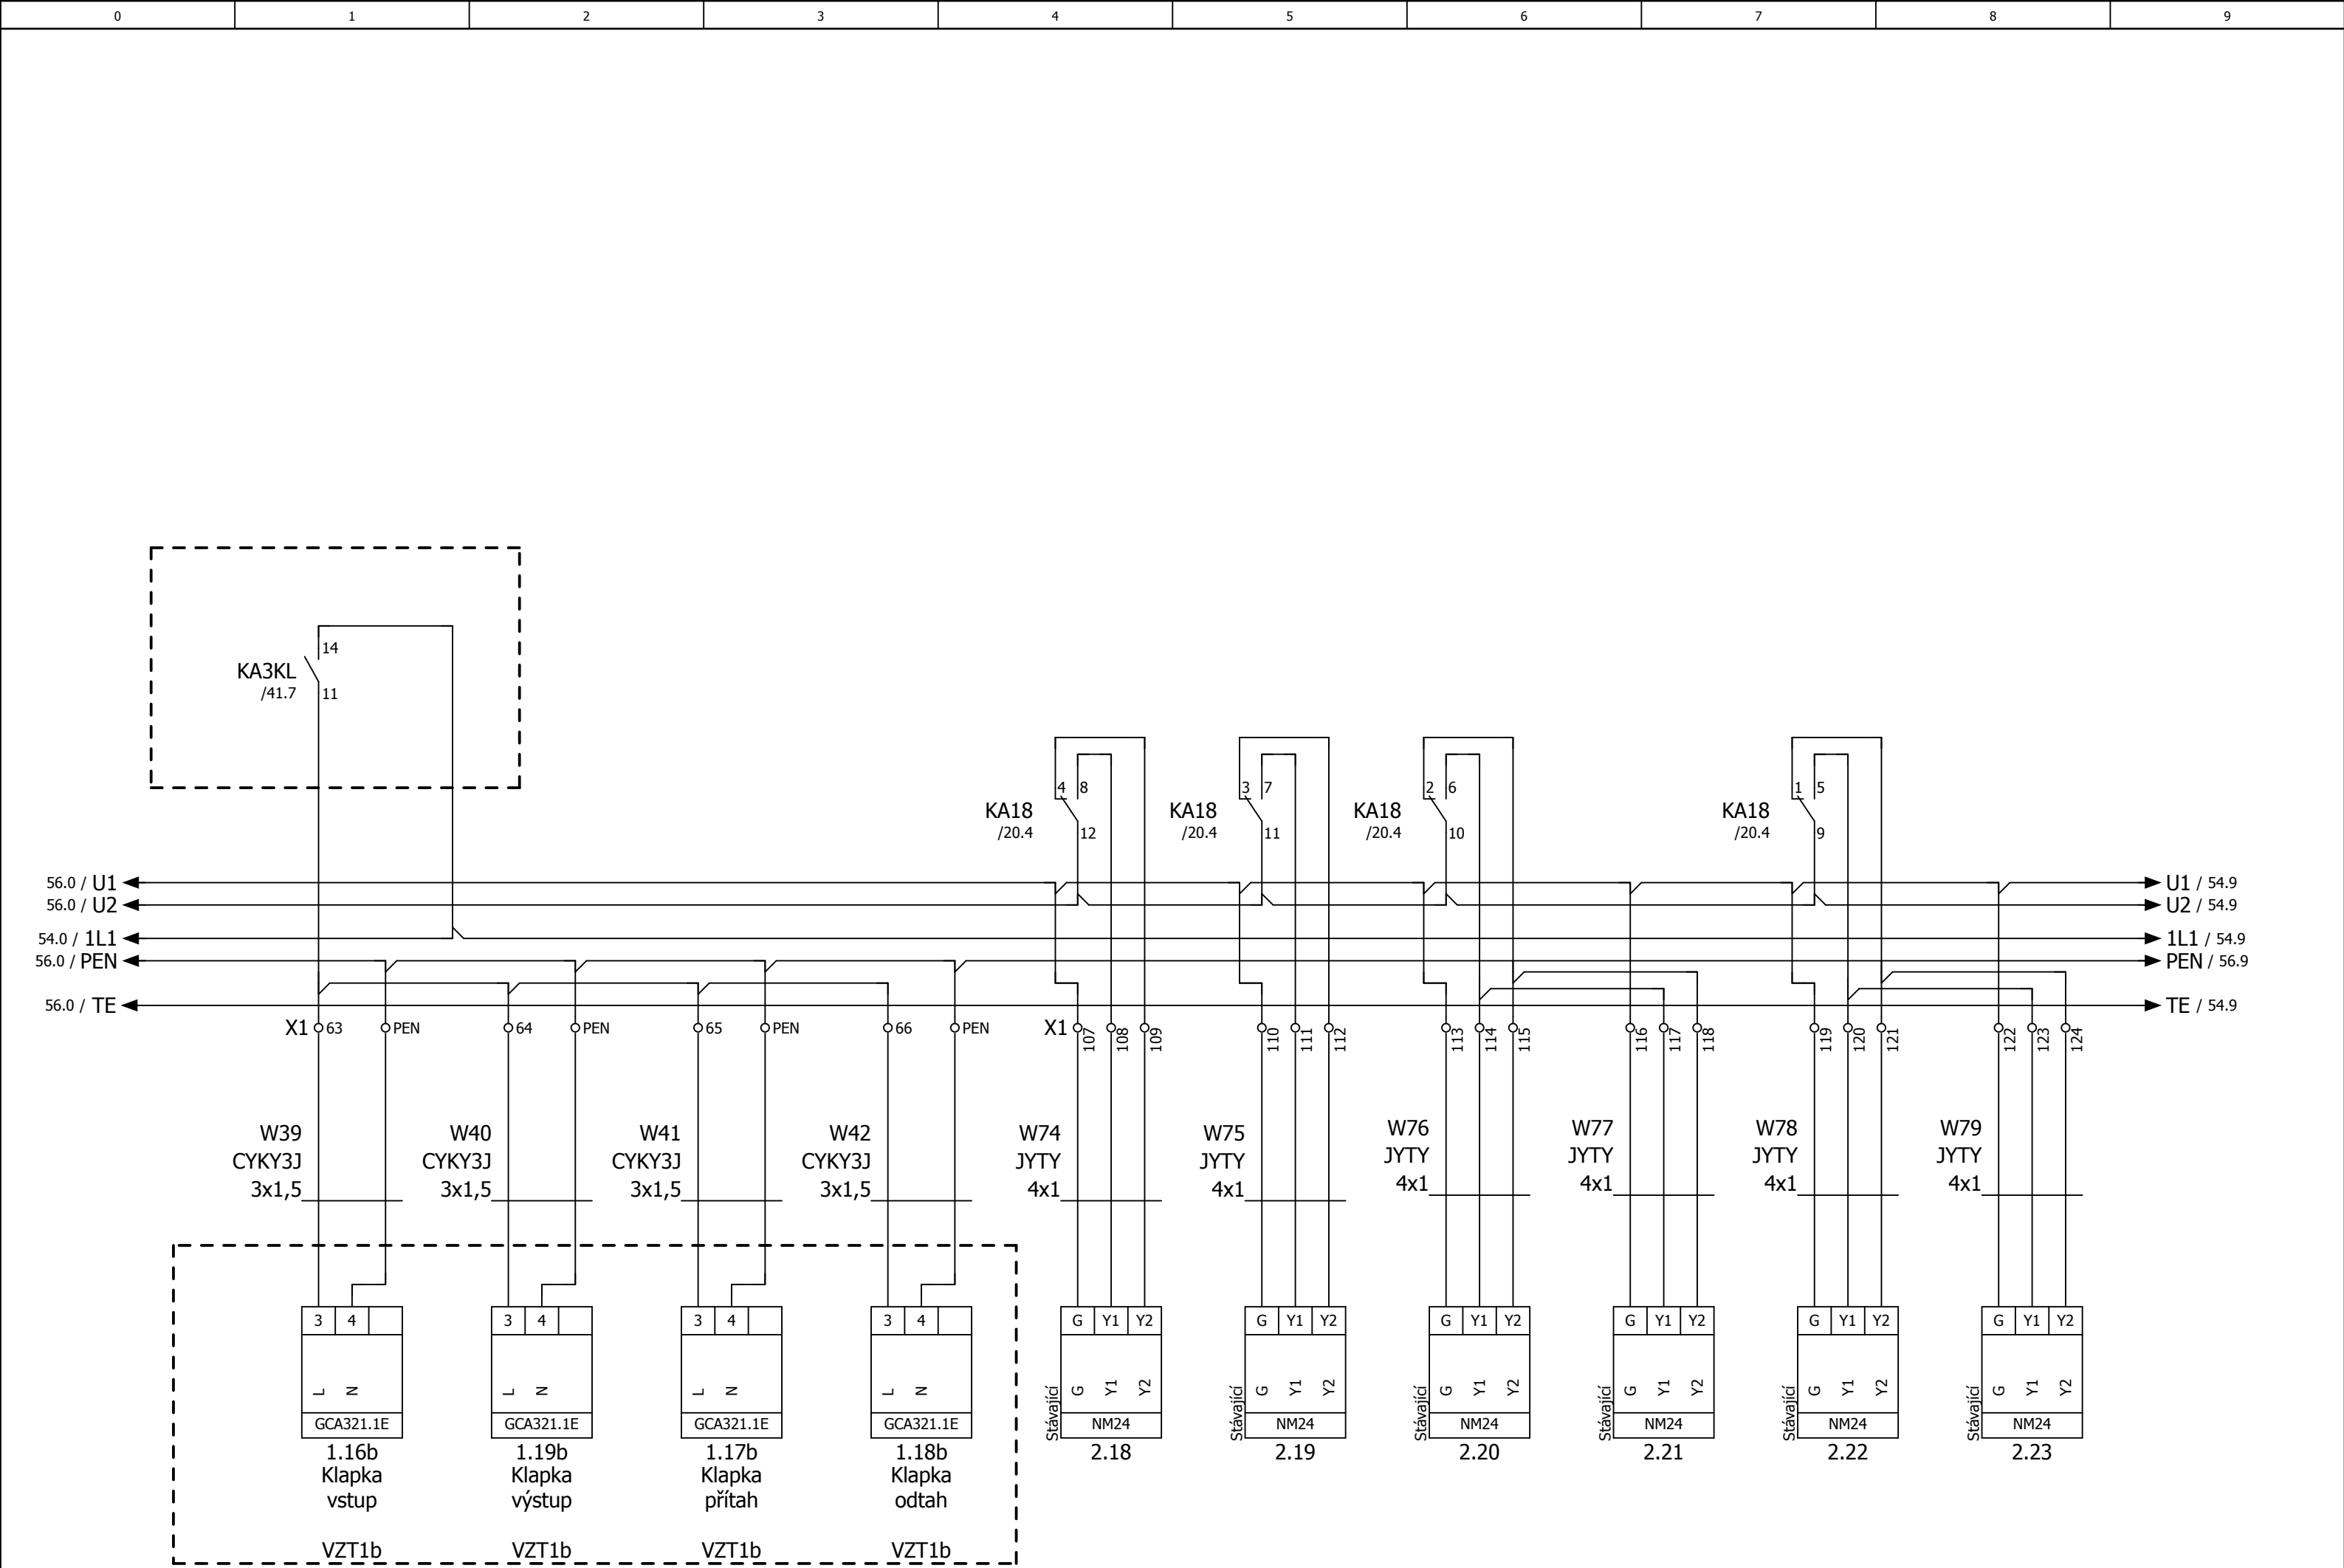 0 1 2 3 4 5 6 7 8 9
14
KA3KL
/41.7
11
4 8 3 7 2 6 1 5
KA18 KA18 KA18 KA18
/20.4 12 /20.4 11 /20.4 10 /20.4 9
56.0 / U1 U1 / 54.9
56.0 / U2 U2 / 54.9
54.0 / 1L1 1L1 / 54.9
56.0 / PEN PEN / 56.9
56.0 / TE TE / 54.9
X1 63 PEN 64 PEN 65 PEN 66 PEN X1 107 108 109 110 111 112 113 114 115 116 117 118 119 120 121 122 123 124
W39 W40 W41 W42 W74 W75 W76 W77 W78 W79
CYKY3J CYKY3J CYKY3J CYKY3J JYTY JYTY JYTY JYTY JYTY JYTY
3x1,5 3x1,5 3x1,5 3x1,5 4x1 4x1 4x1 4x1 4x1 4x1
3 4 3 4 3 4 3 4 G Y1 Y2 G Y1 Y2 G Y1 Y2 G Y1 Y2 G Y1 Y2 G Y1 Y2
L N L N L N L N G Y1 Y2 G Y1 Y2 G Y1 Y2 G Y1 Y2 G Y1 Y2 G Y1 Y2
Stávající Stávající Stávající Stávající Stávající Stávající
GCA321.1E GCA321.1E GCA321.1E GCA321.1E NM24 NM24 NM24 NM24 NM24 NM24
1.16b 1.19b 1.17b 1.18b 2.18 2.19 2.20 2.21 2.22 2.23
Klapka Klapka Klapka Klapka
vstup výstup přítah odtah
VZT1b VZT1b VZT1b VZT1b